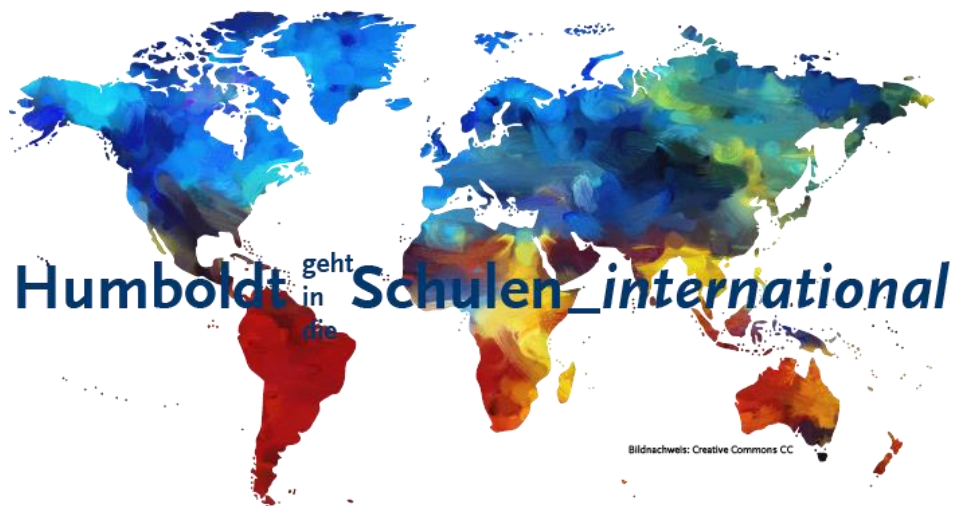 Humboldt geht in die Schulen_international
Bildnachweis: Creative Commons CC